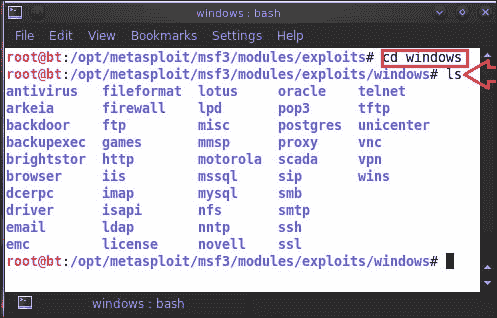 windows : bash
File Edit View Bookmarks Settings Help
root@bt:/opt/metasploit/msf3/modules/exploits# cd windows
root@bt:/opt/metasploit/msf3/modules/exploits/windows# ls
antivirus fileformat lotus oracle telnet
arkeia firewall lpd pop3 tftp
backdoor ftp misc postgres unicenter
backupexec games mmsp proxy vnc
brightstor http motorola scada vpn
browser iis mssql sip wins
dcerpc imap mysql smb
driver isapi nfs smtp
email ldap nntp ssh
emc license novell ssl
root@bt:/opt/metasploit/msf3/modules/exploits/windows#
windows : bash